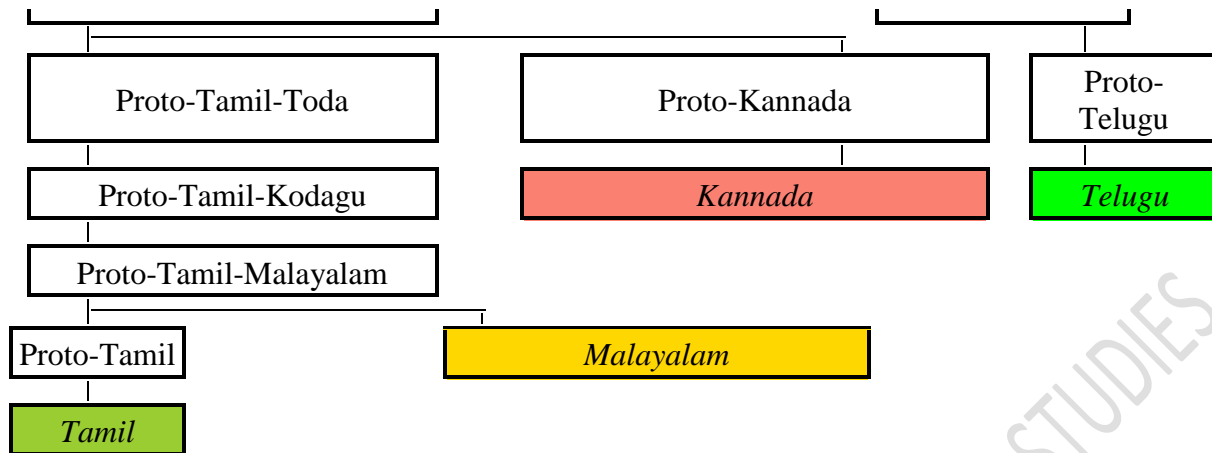 Proto-Tamil-Toda
Proto-Kannada
Proto-
Telugu
Proto-Tamil-Kodagu
Kannada
Telugu
Proto-Tamil-Malayalam
Proto-Tamil
Malayalam
Tamil
STUDIES